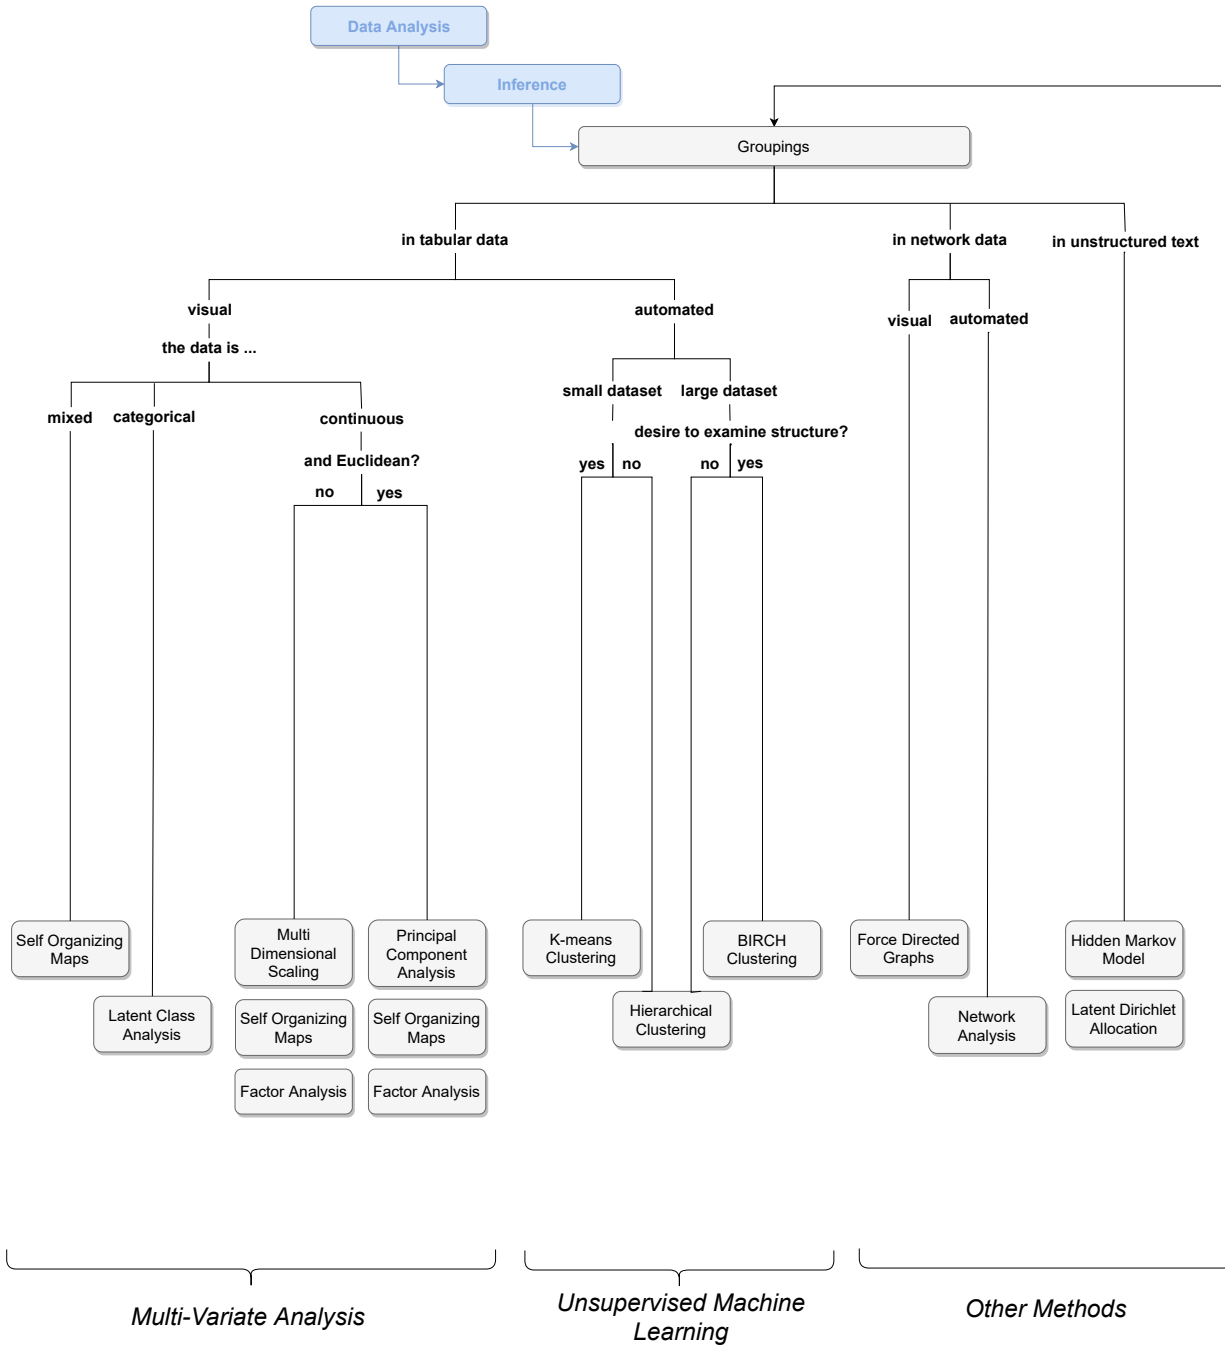 Data Analysis
Inference
Groupings
in tabular data
in network data
in unstructured text
visual
automated
visual
automated
the data is ...
mixed
categorical
continuous
small dataset
large dataset
and Euclidean?
desire to examine structure?
no
yes
yes
no
no
yes
Self Organizing
Maps
Latent Class
Analysis
Multi
Dimensional
Scaling
Self Organizing
Maps
Factor Analysis
Principal
Component
Analysis
Self Organizing
Maps
Factor Analysis
K-means
Clustering
Hierarchical
Clustering
BIRCH
Clustering
Force Directed
Graphs
Network
Analysis
Hidden Markov
Model
Latent Dirichlet
Allocation
Multi-Variate Analysis
Unsupervised Machine
Learning
Other Methods